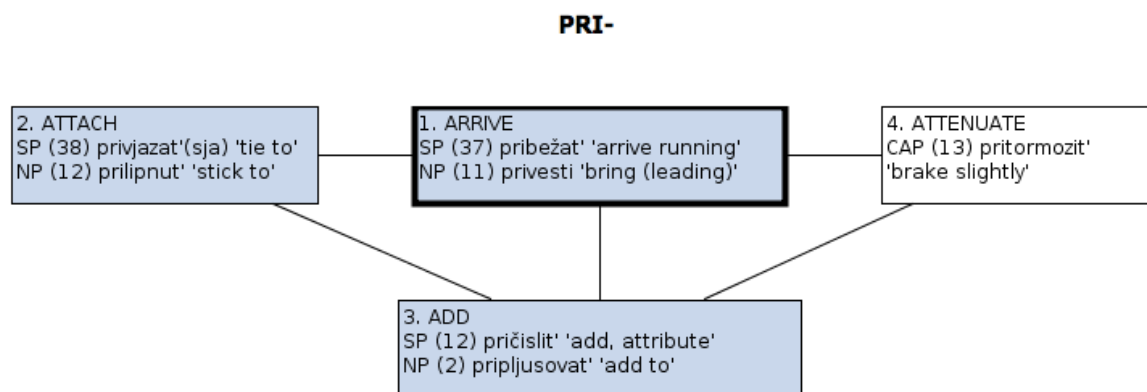 PRI-
2. ATTACH
SP (38) privjazat'(sja) 'tie to'
NP (12) prilipnut' 'stick to'
1. ARRIVE
SP (37) pribežat' 'arrive running'
NP (11) privesti 'bring (leading)'
4. ATTENUATE
CAP (13) pritormozit'
'brake slightly'
3. ADD
SP (12) pričislit' 'add, attribute'
NP (2) pripljusovat' 'add to'